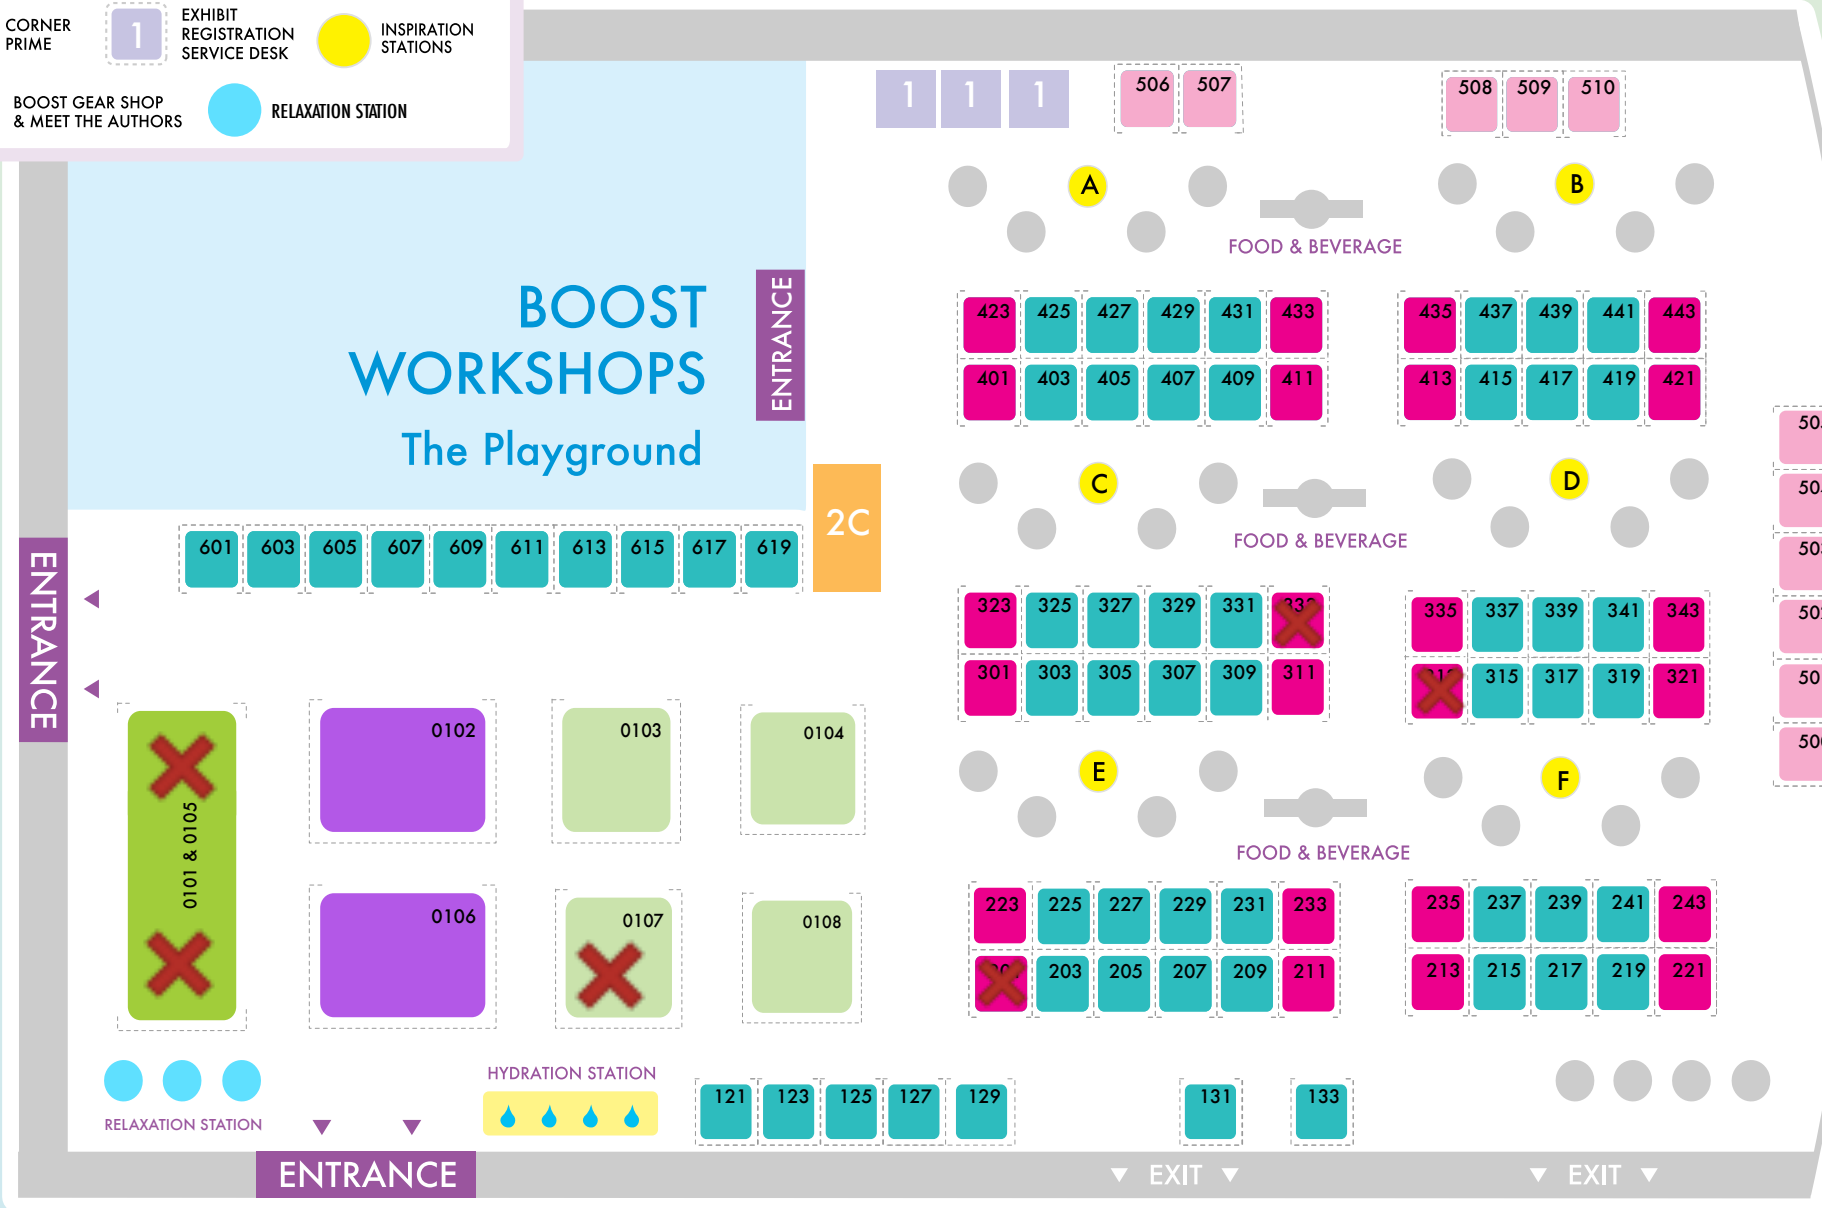 CORNER
PRIME
1
EXHIBIT
REGISTRATION
SERVICE DESK
INSPIRATION
STATIONS
BOOST GEAR SHOP
& MEET THE AUTHORS
RELAXATION STATION
1 1 1
506 507
508 509 510
A
B
FOOD & BEVERAGE
BOOST
WORKSHOPS
The Playground
ENTRANCE
423 425 427 429 431 433
435 437 439 441 443
401 403 405 407 409 411
413 415 417 419 421
2C
C
D
FOOD & BEVERAGE
601 603 605 607 609 611 613 615 617 619
ENTRANCE
323 325 327 329 331
335 337 339 341 343
301 303 305 307 309 311
315 317 319 321
0101 & 0105
0102
0103
0104
E
F
FOOD & BEVERAGE
0106
0107
0108
223 225 227 229 231 233
235 237 239 241 243
203 205 207 209 211
213 215 217 219 221
RELAXATION STATION
HYDRATION STATION
121 123 125 127 129
131
133
ENTRANCE
EXIT
EXIT